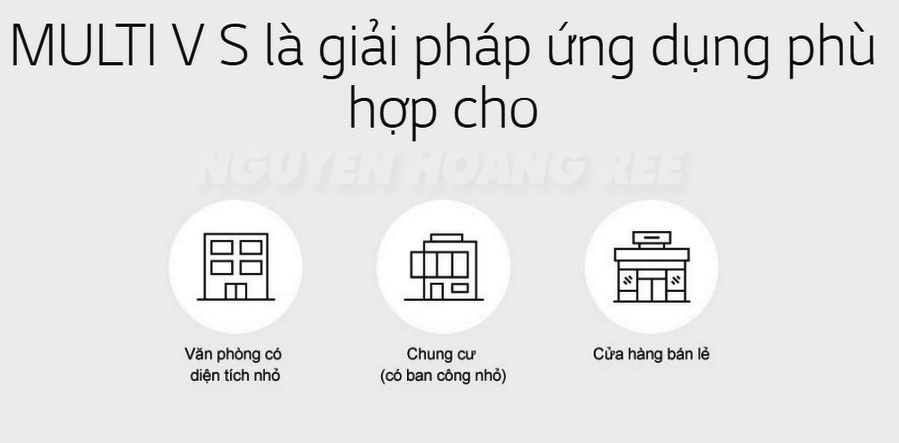 MULTI V S là giải pháp ứng dụng phù
hợp cho
NGUYEN HOANG REE
Văn phòng có
diện tích nhỏ
Chung cư
(có ban công nhỏ)
Cửa hàng bán lẻ